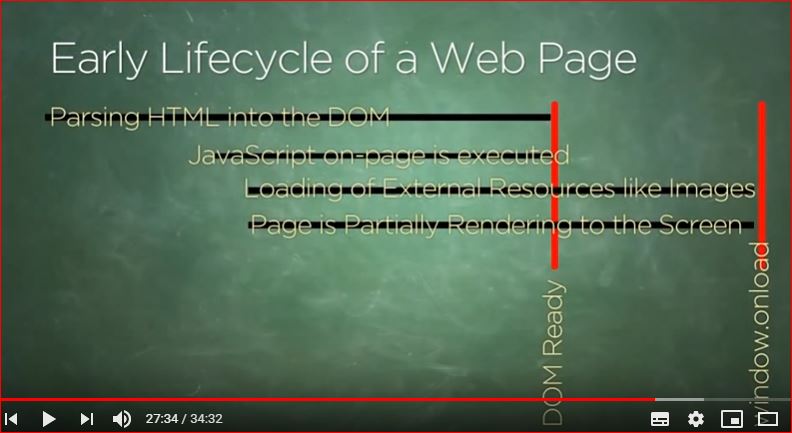 Early Lifecycle of a Web Page
Parsing HTML into the DOM
JavaScript on-page is executed
Loading of External Resources like Images
Page is Partially Rendering to the Screen
DOM Ready
window.onload
27:34 / 34:32